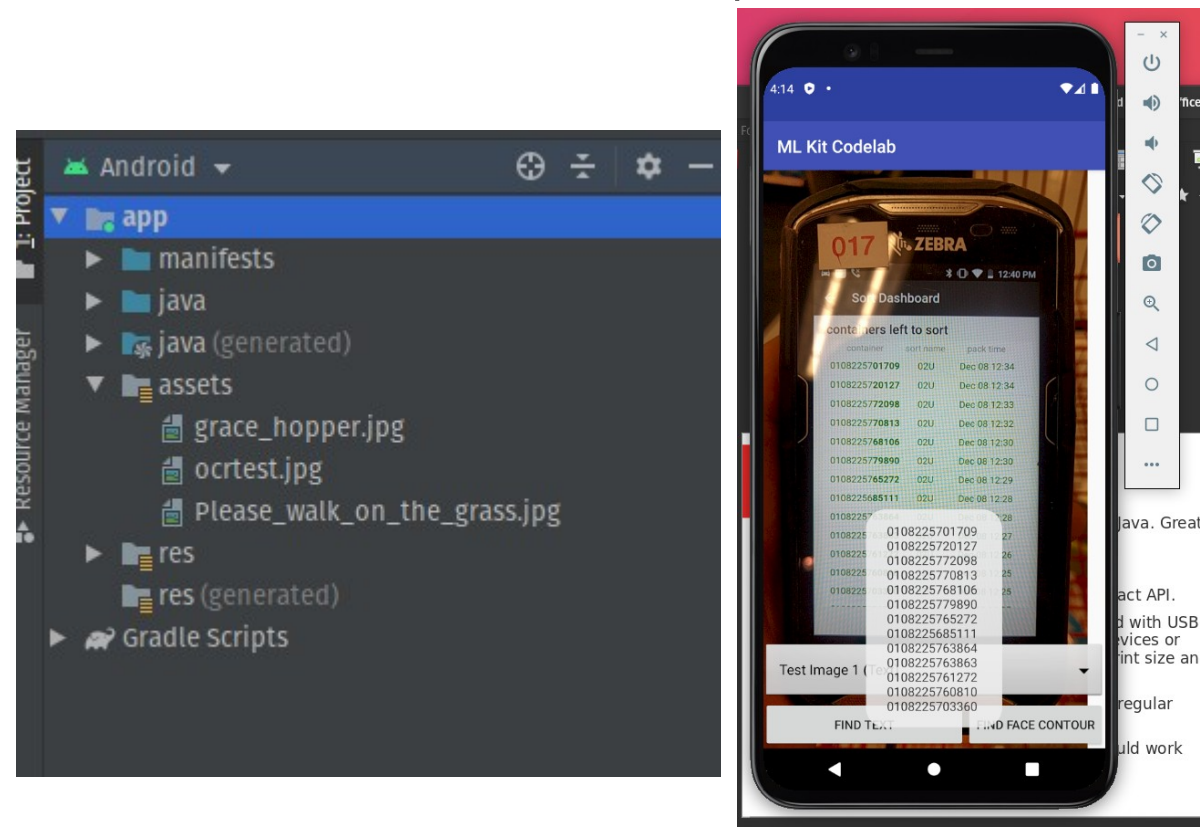 1: Project
Resource Manager
Android
app
manifests
java
java (generated)
assets
grace_hopper.jpg
ocrtest.jpg
Please_walk_on_the_grass.jpg
res
res (generated)
Gradle Scripts
4:14
ML Kit Codelab
017
ZEBRA
12:40 PM
Sort Dashboard
containers left to sort
container sort name pack time
0108225701709 02U Dec 08 12:34
0108225720127 02U Dec 08 12:34
0108225772098 02U Dec 08 12:33
0108225770813 02U Dec 08 12:32
0108225768106 02U Dec 08 12:30
0108225779890 02U Dec 08 12:30
0108225765272 02U Dec 08 12:29
0108225685111 02U Dec 08 12:28
0108225701709
0108225720127
0108225772098
0108225770813
0108225768106
0108225779890
0108225765272
0108225685111
0108225763864
0108225763863
0108225761272
0108225760810
0108225703360
Test Image 1 (Text)
FIND TEXT
FIND FACE CONTOUR
Java. Great
act API.
d with USB
evices or
rint size an
regular
uld work